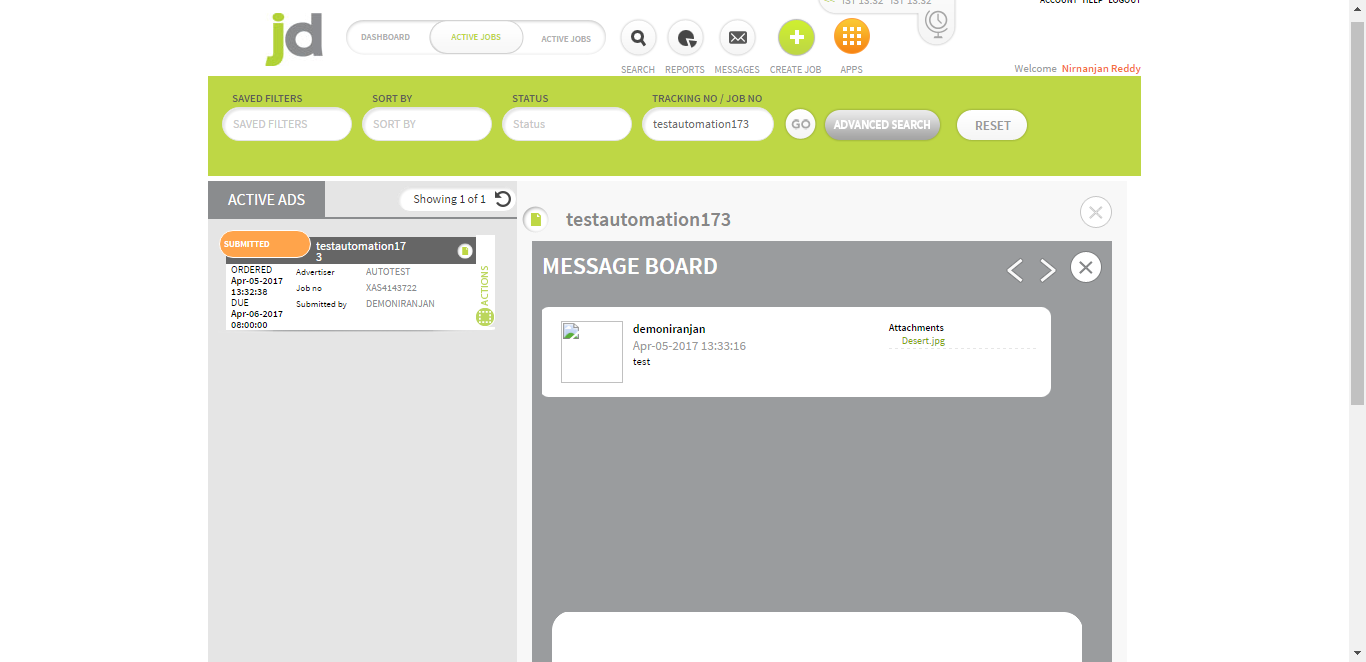 IST 13:32 IST 13:32
ACCOUNT HELP LOGOUT
jd
DASHBOARD
ACTIVE JOBS
ACTIVE JOBS
SEARCH
REPORTS
MESSAGES
CREATE JOB
APPS
Welcome Nirnanjan Reddy
SAVED FILTERS
SORT BY
STATUS
TRACKING NO / JOB NO
SAVED FILTERS
SORT BY
Status
testautomation173
GO
ADVANCED SEARCH
RESET
ACTIVE ADS
Showing 1 of 1
SUBMITTED
testautomation17
3
ORDERED
Apr-05-2017
13:32:38
DUE
Apr-06-2017
08:00:00
Advertiser AUTOTEST
Job no XAS4143722
Submitted by DEMONIRANJAN
ACTIONS
testautomation173
MESSAGE BOARD
demoniranjan
Apr-05-2017 13:33:16
test
Attachments
Desert.jpg